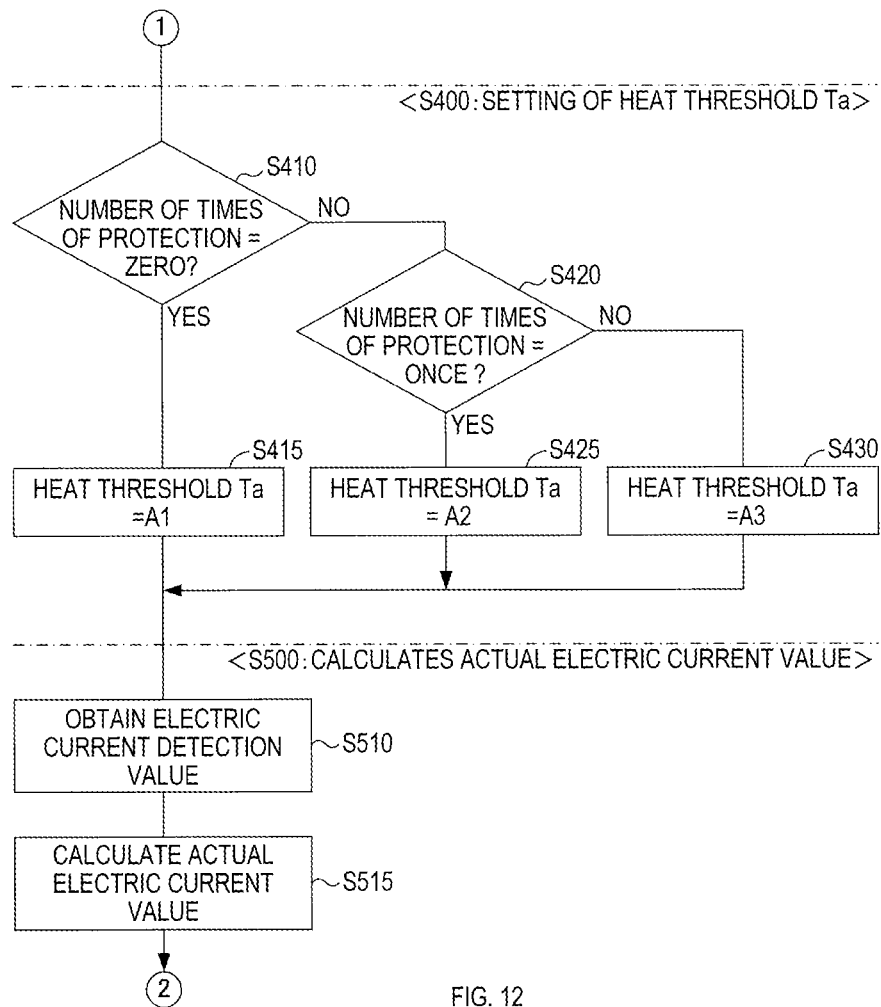 1
<S400:SETTING OF HEAT THRESHOLD Ta>
S410
NUMBER OF TIMES
OF PROTECTION =
ZERO?
NO
YES
S420
NUMBER OF TIMES
OF PROTECTION =
ONCE ?
NO
YES
S415
HEAT THRESHOLD Ta
=A1
S425
HEAT THRESHOLD Ta
= A2
S430
HEAT THRESHOLD Ta
=A3
<S500:CALCULATES ACTUAL ELECTRIC CURRENT VALUE>
OBTAIN ELECTRIC
CURRENT DETECTION
VALUE
S510
CALCULATE ACTUAL
ELECTRIC CURRENT
VALUE
S515
2
FIG. 12